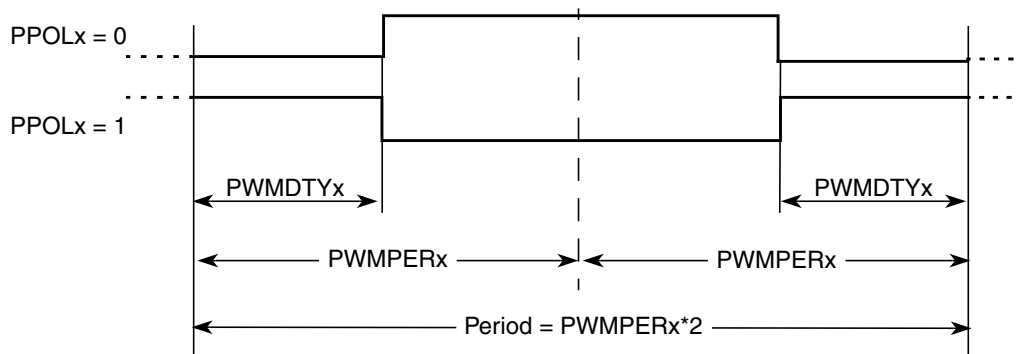 PPOLx = 0
PPOLx = 1
PWMDTYx
PWMDTYx
PWMPERx
PWMPERx
Period = PWMPERx*2